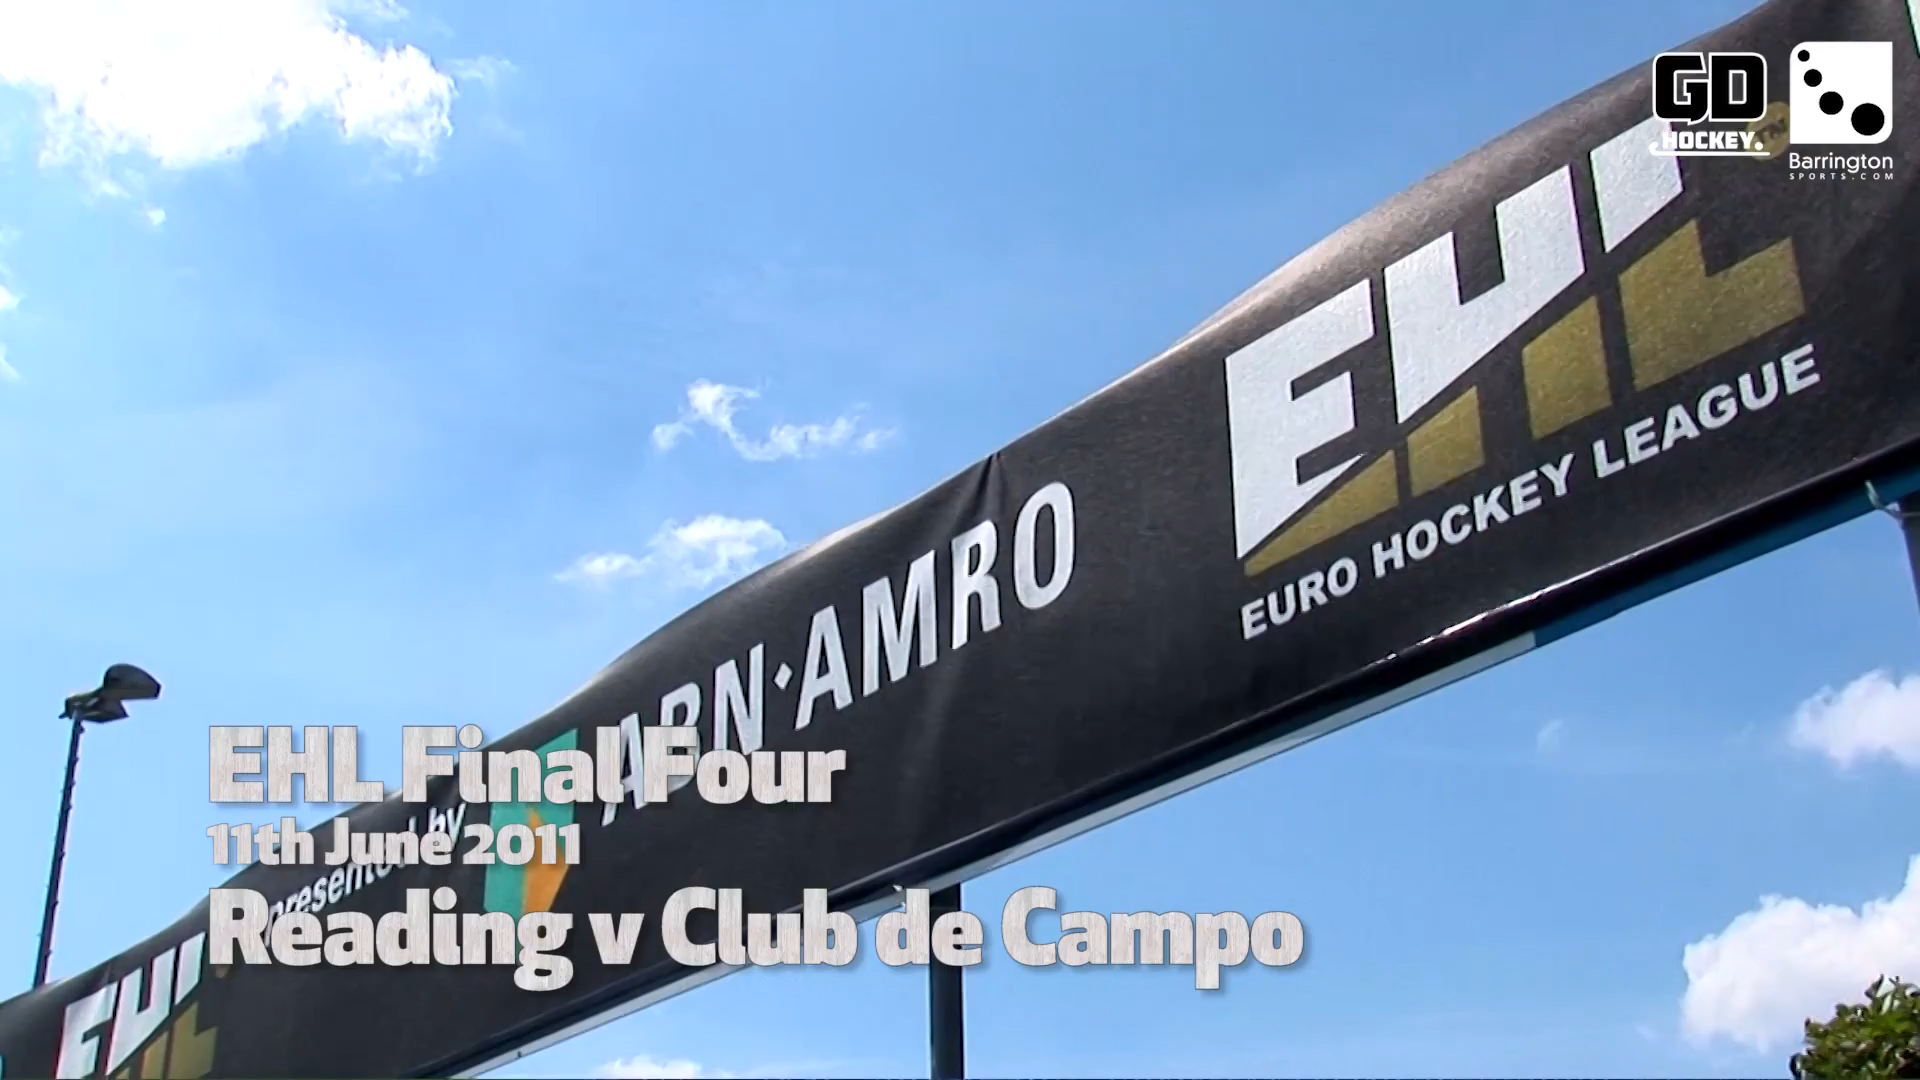 GD
HOCKEY.
Barrington
SPORTS.COM
EHL
EURO HOCKEY LEAGUE
ABN·AMRO
presented by
EHL
EHL Final Four
11th June 2011
Reading v Club de Campo